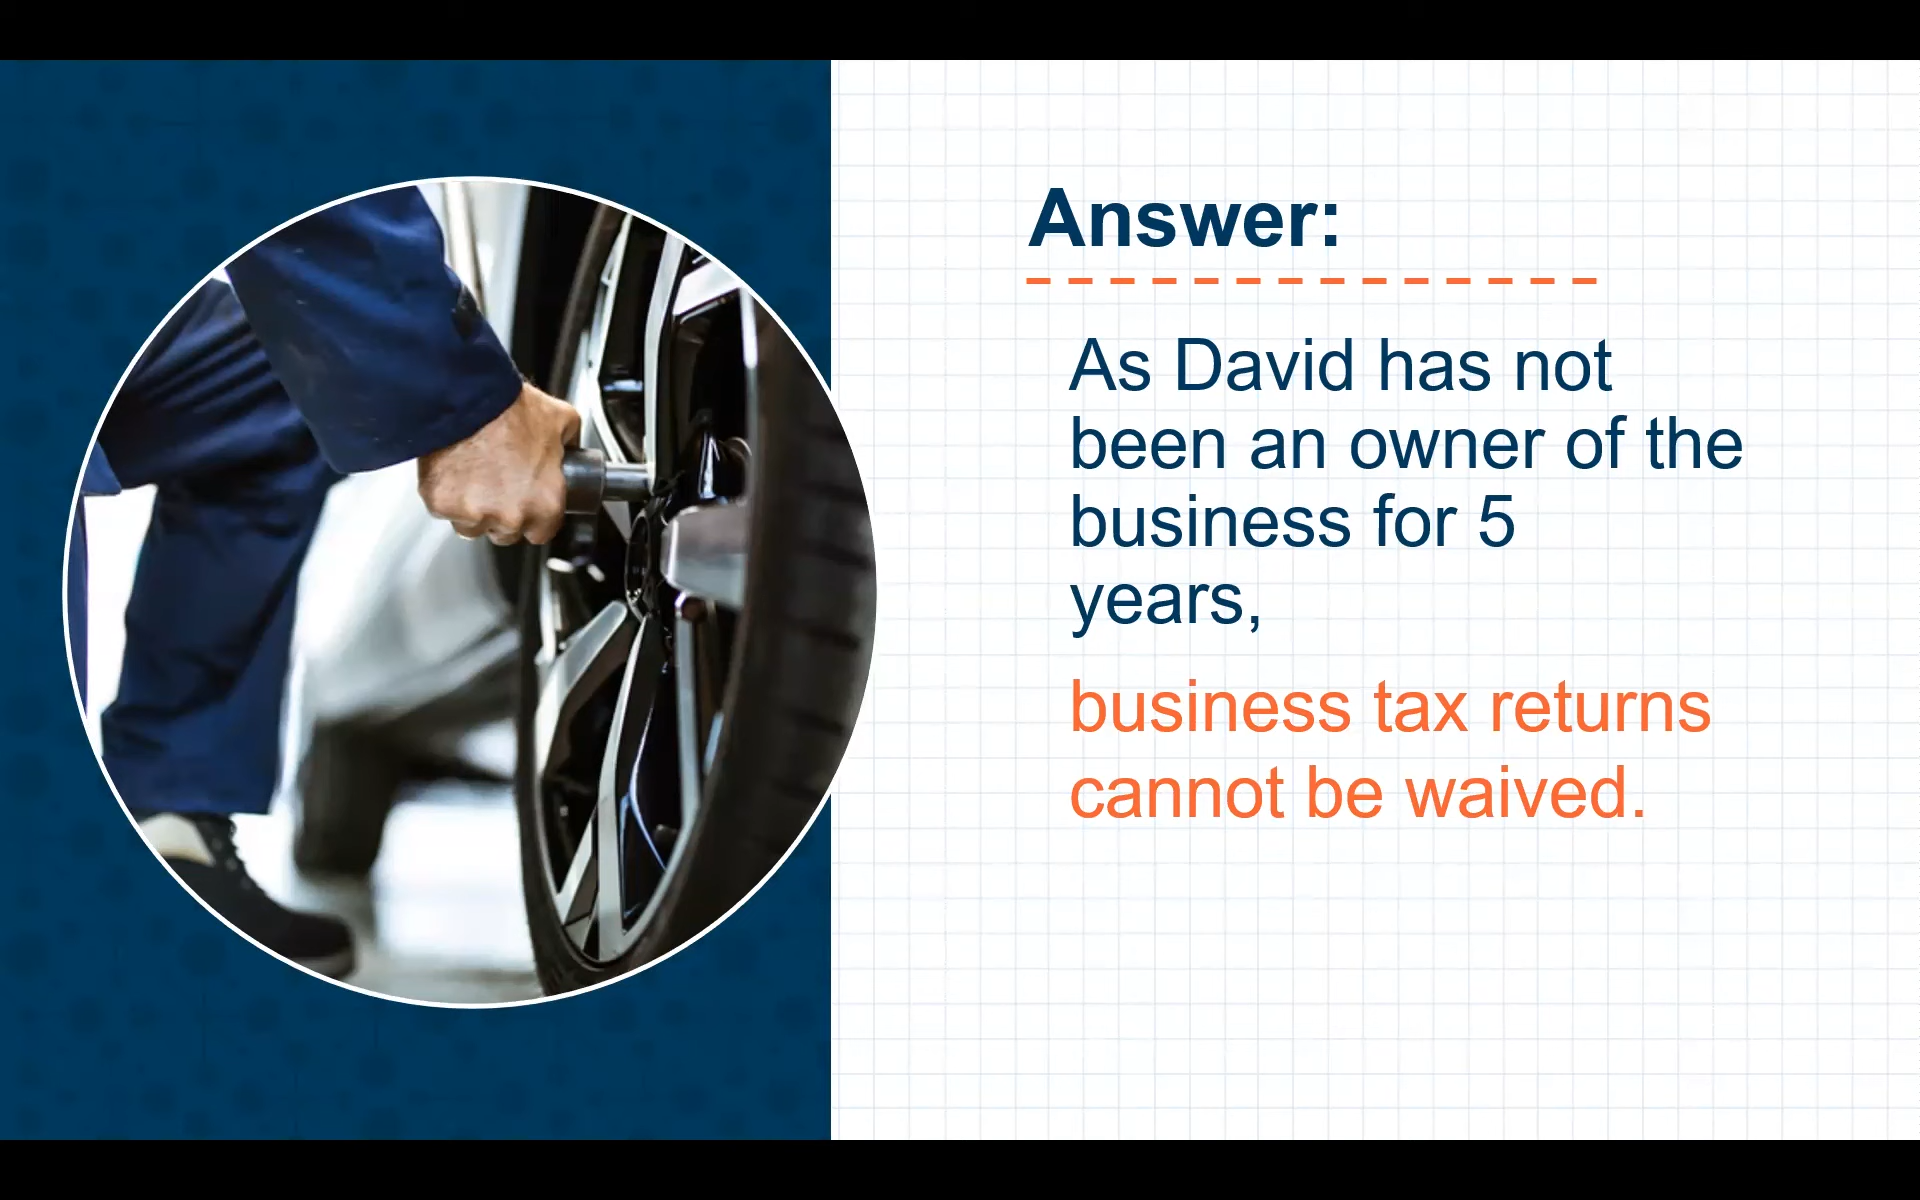 Answer:
As David has not
been an owner of the
business for 5
years,
business tax returns
cannot be waived.